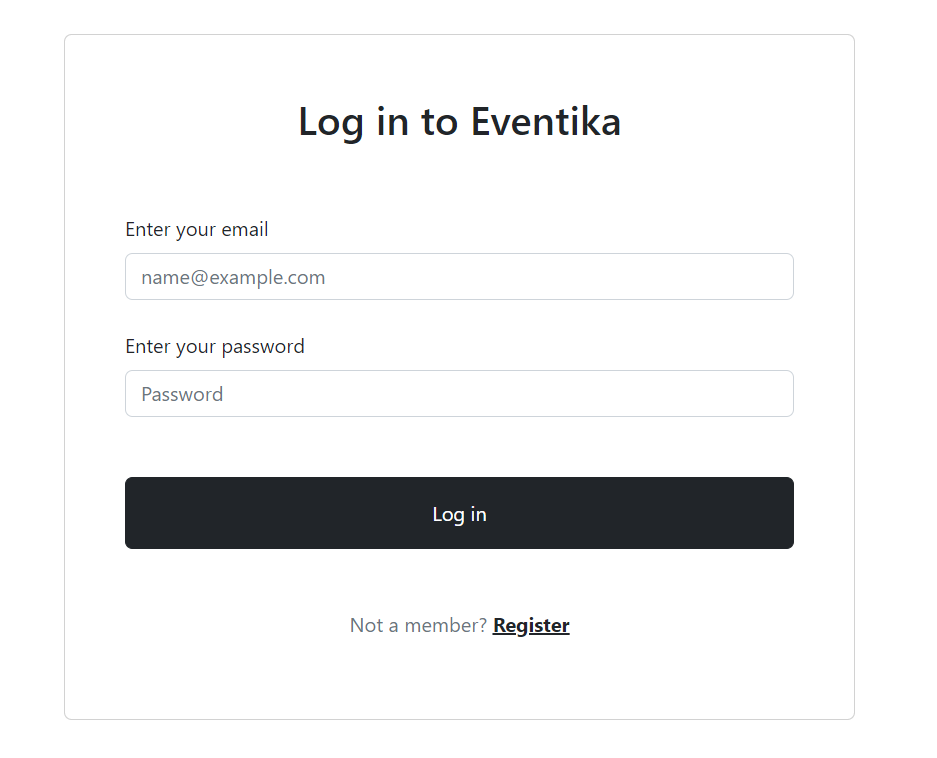 Log in to Eventika
Enter your email
name@example.com
Enter your password
Password
Log in
Not a member? Register